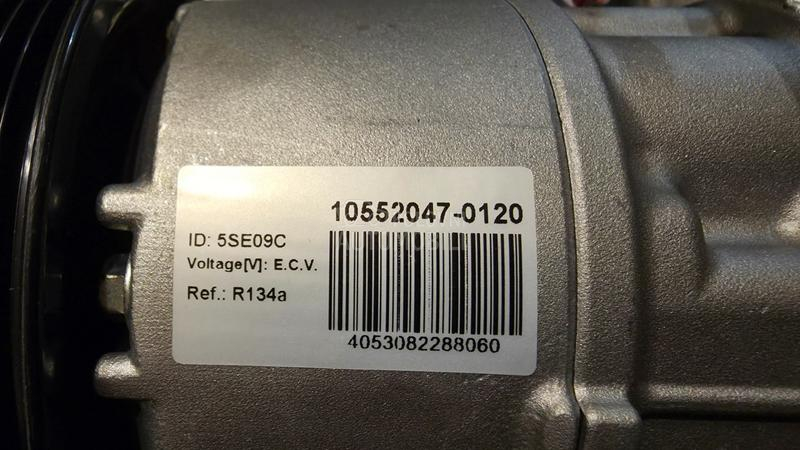 10552047-0120
ID: 5SE09C
Voltage[V]: E.C.V.
Ref.: R134a
4053082288060